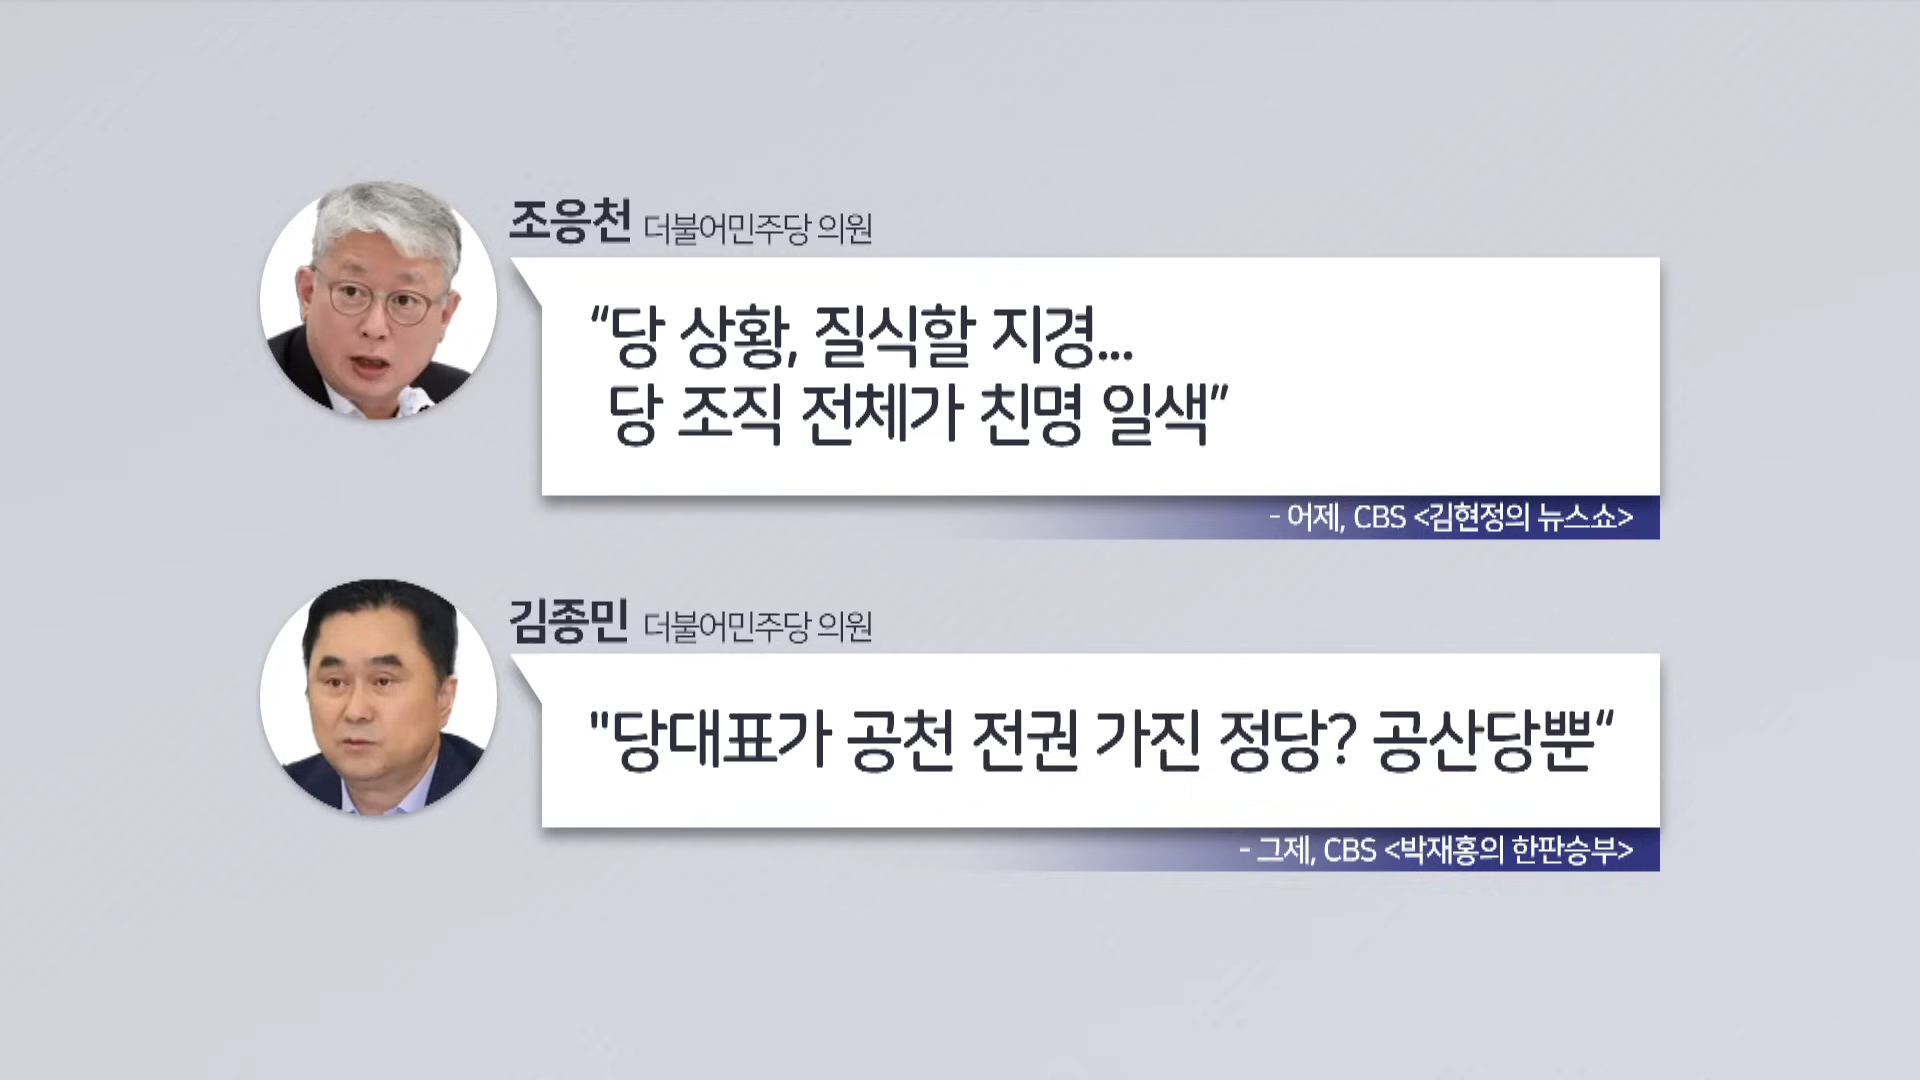 조응천 더불어민주당 의원
“당 상황, 질식할 지경...
당 조직 전체가 친명 일색”
- 어제, CBS <김현정의 뉴스쇼>
김종민 더불어민주당 의원
"당대표가 공천 전권 가진 정당? 공산당뿐“
- 그제, CBS <박재홍의 한판승부>